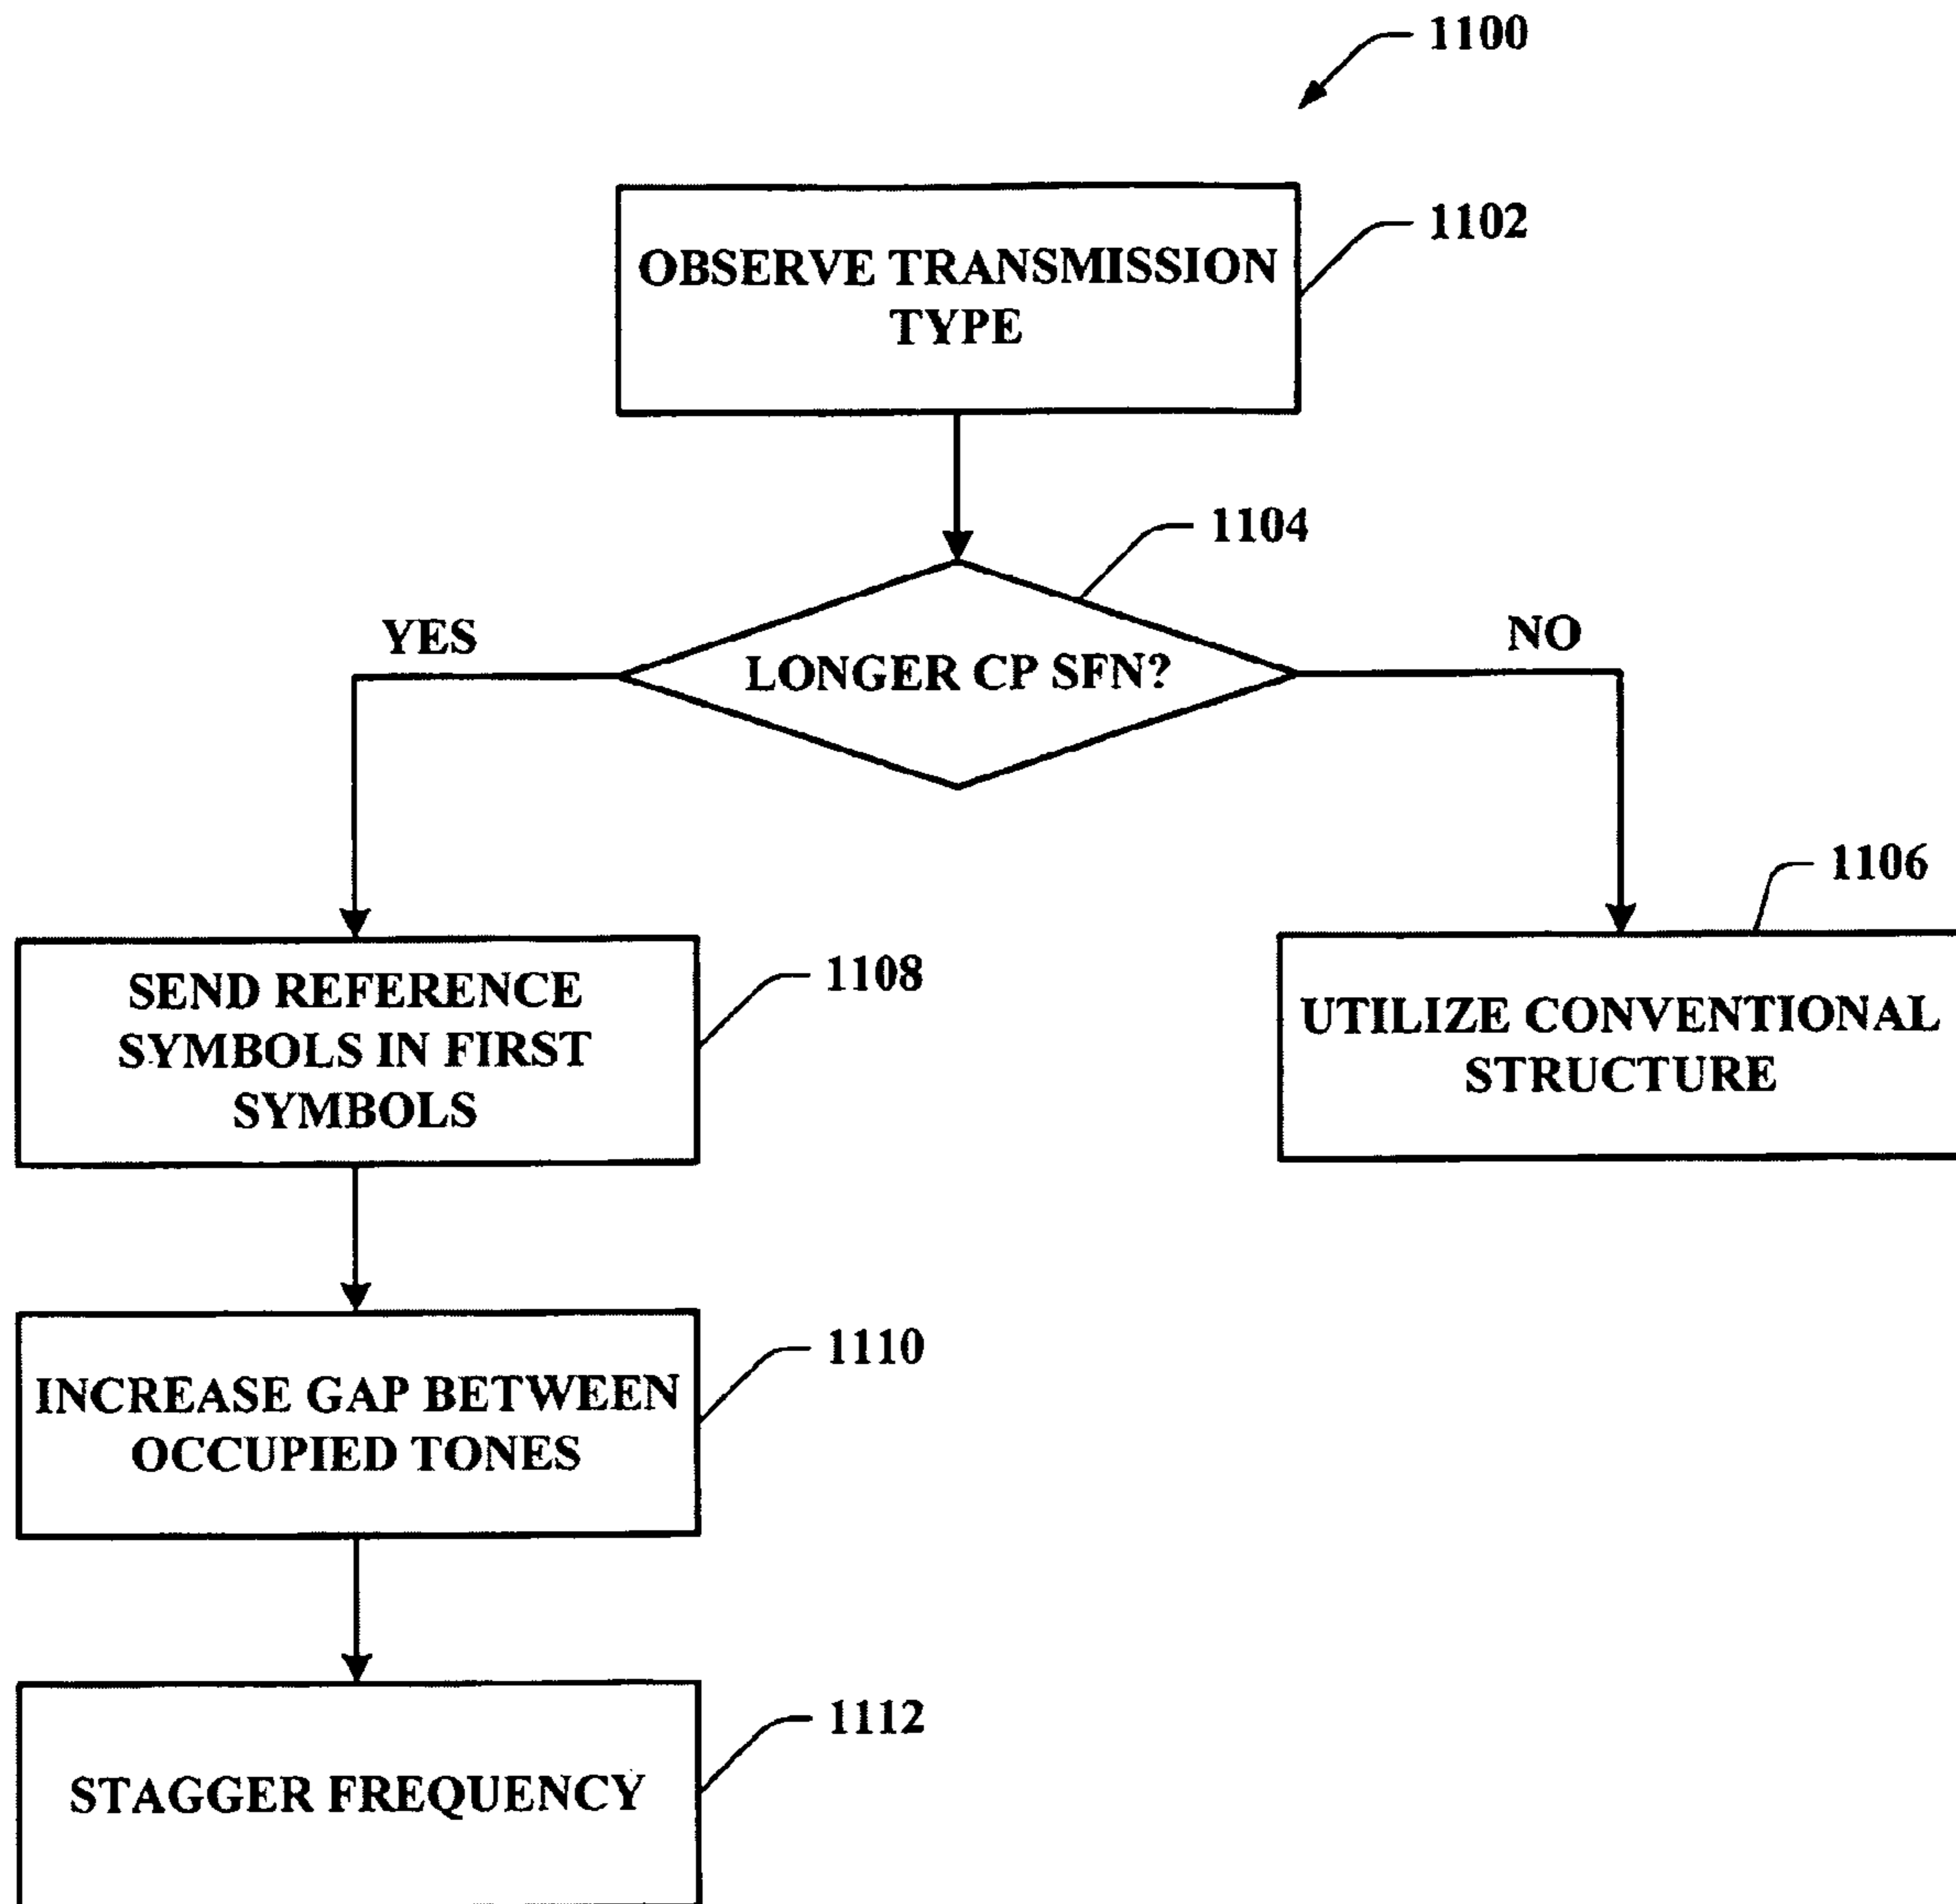 1100
OBSERVE TRANSMISSION
TYPE
1102
1104
LONGER CP SFN?
YES
NO
1106
SEND REFERENCE
SYMBOLS IN FIRST
SYMBOLS
1108
UTILIZE CONVENTIONAL
STRUCTURE
INCREASE GAP BETWEEN
OCCUPIED TONES
1110
STAGGER FREQUENCY
1112